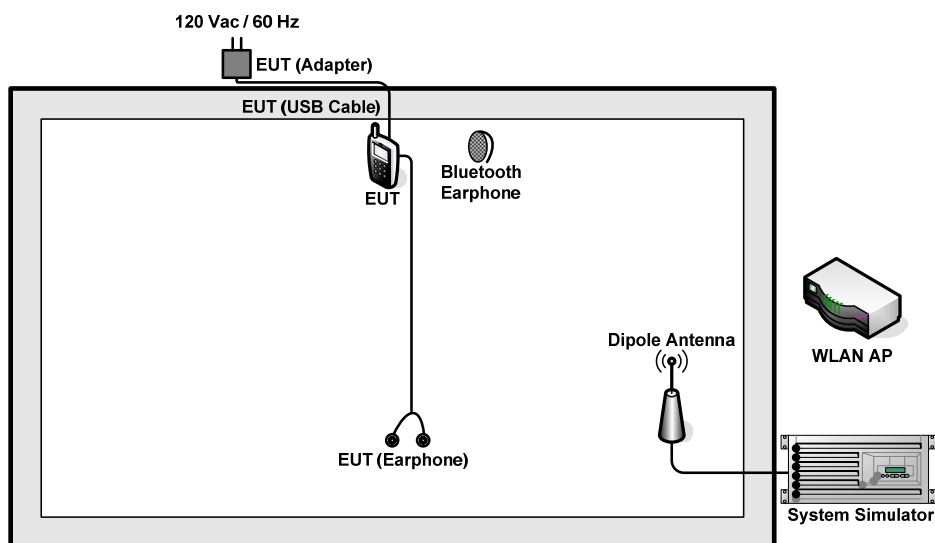 120 Vac / 60 Hz
EUT (Adapter)
EUT (USB Cable)
EUT
Bluetooth
Earphone
Dipole Antenna
WLAN AP
EUT (Earphone)
System Simulator